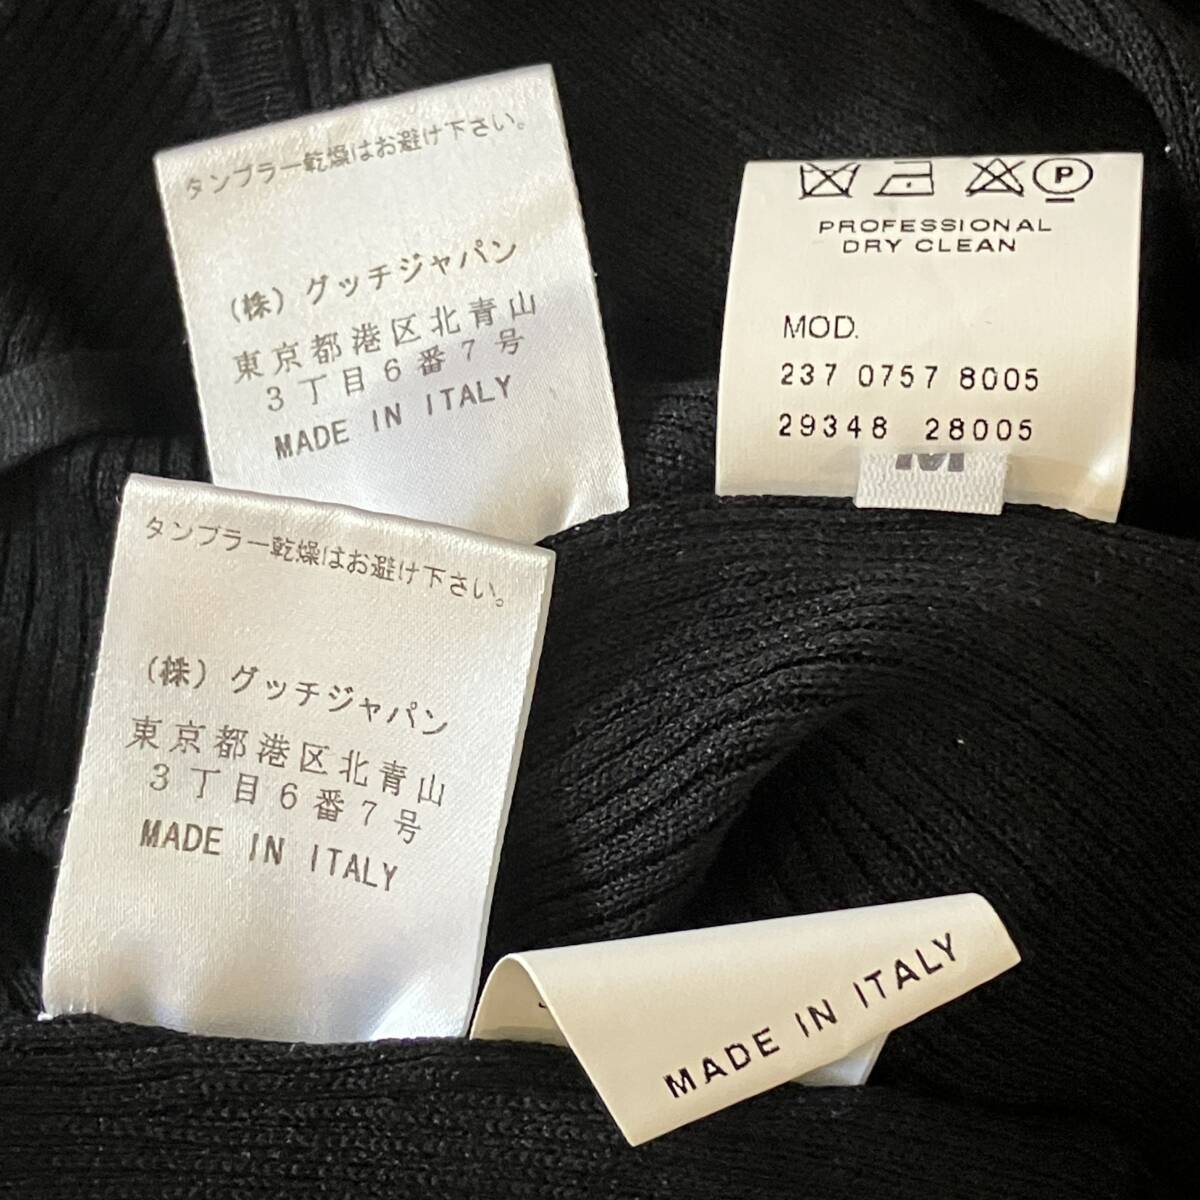 タンブラー乾燥はお避け下さい。
（株）グッチジャパン
東京都港区北青山
3丁目6番7号
MADE IN ITALY
P
PROFESSIONAL
DRY CLEAN
MOD.
237 0757 8005
29348 28005
M
タンブラー乾燥はお避け下さい。
（株）グッチジャパン
東京都港区北青山
3丁目6番7号
MADE IN ITALY
MADE IN ITALY